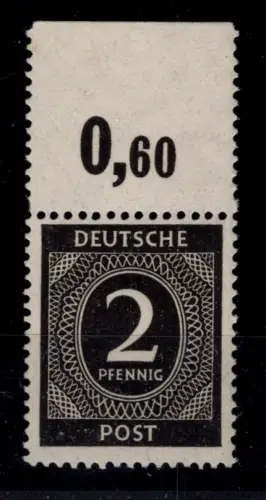 0,60
DEUTSCHE
2
PFENNIG
POST